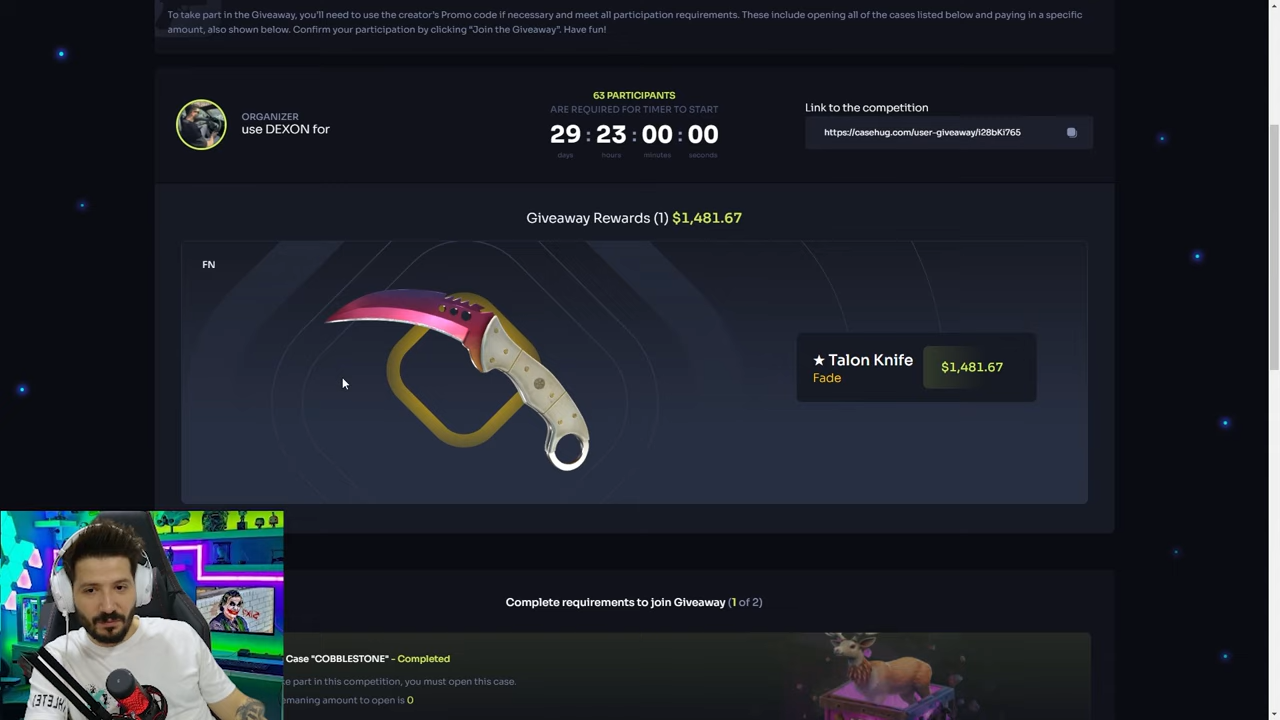 To take part in the Giveaway, you'll need to use the creator's Promo code if necessary and meet all participation requirements. These include opening all of the cases listed below and paying in a specific
amount, also shown below. Confirm your participation by clicking "Join the Giveaway". Have fun!
ORGANIZER
use DEXON for
63 PARTICIPANTS
ARE REQUIRED FOR TIMER TO START
29 : 23 : 00 : 00
days hours minutes seconds
Link to the competition
https://casehug.com/user-giveaway/i28bKI765
Giveaway Rewards (1) $1,481.67
FN
★ Talon Knife
Fade
$1,481.67
Complete requirements to join Giveaway (1 of 2)
Case "COBBLESTONE" - Completed
part in this competition, you must open this case.
amount to open is 0